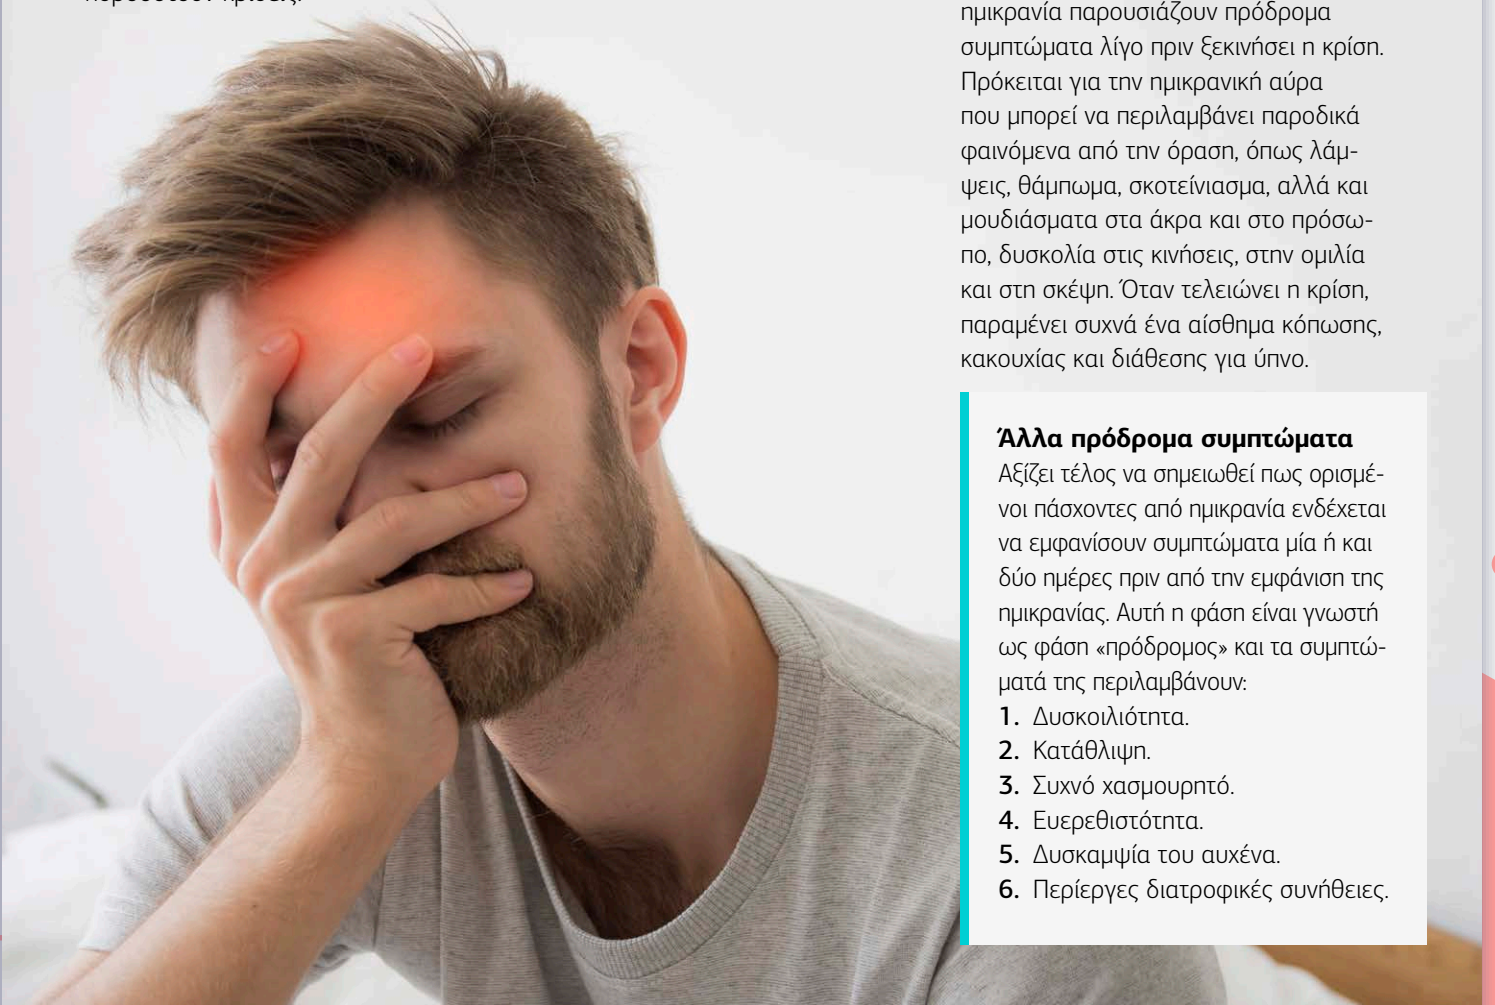 ημικρανία παρουσιάζουν πρόδρομα
συμπτώματα λίγο πριν ξεκινήσει η κρίση.
Πρόκειται για την ημικρανική αύρα
που μπορεί να περιλαμβάνει παροδικά
φαινόμενα από την όραση, όπως λάμ-
ψεις, θάμπωμα, σκοτείνιασμα, αλλά και
μουδιάσματα στα άκρα και στο πρόσω-
πο, δυσκολία στις κινήσεις, στην ομιλία
και στη σκέψη. Όταν τελειώνει η κρίση,
παραμένει συχνά ένα αίσθημα κόπωσης,
κακουχίας και διάθεσης για ύπνο.
Άλλα πρόδρομα συμπτώματα
Αξίζει τέλος να σημειωθεί πως ορισμέ-
νοι πάσχοντες από ημικρανία ενδέχεται
να εμφανίσουν συμπτώματα μία ή και
δύο ημέρες πριν από την εμφάνιση της
ημικρανίας. Αυτή η φάση είναι γνωστή
ως φάση «πρόδρομος» και τα συμπτώ-
ματά της περιλαμβάνουν:
1. Δυσκοιλιότητα.
2. Κατάθλιψη.
3. Συχνό χασμουρητό.
4. Ευερεθιστότητα.
5. Δυσκαμψία του αυχένα.
6. Περίεργες διατροφικές συνήθειες.